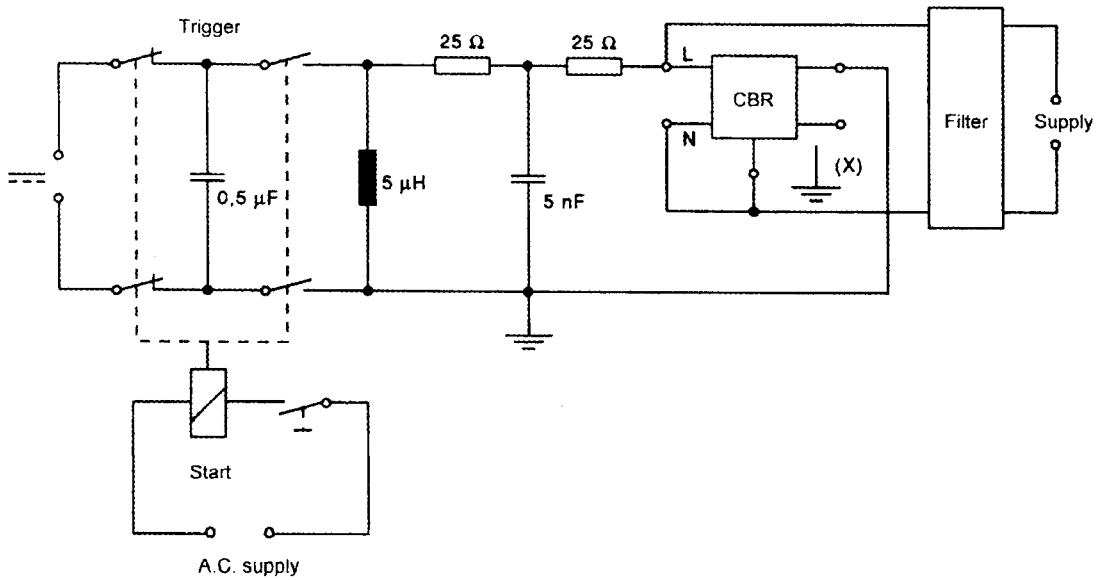 Trigger
25 Ω
25 Ω
L
CBR
N
(X)
Filter
Supply
0,5 µF
5 µH
5 nF
Start
A.C. supply